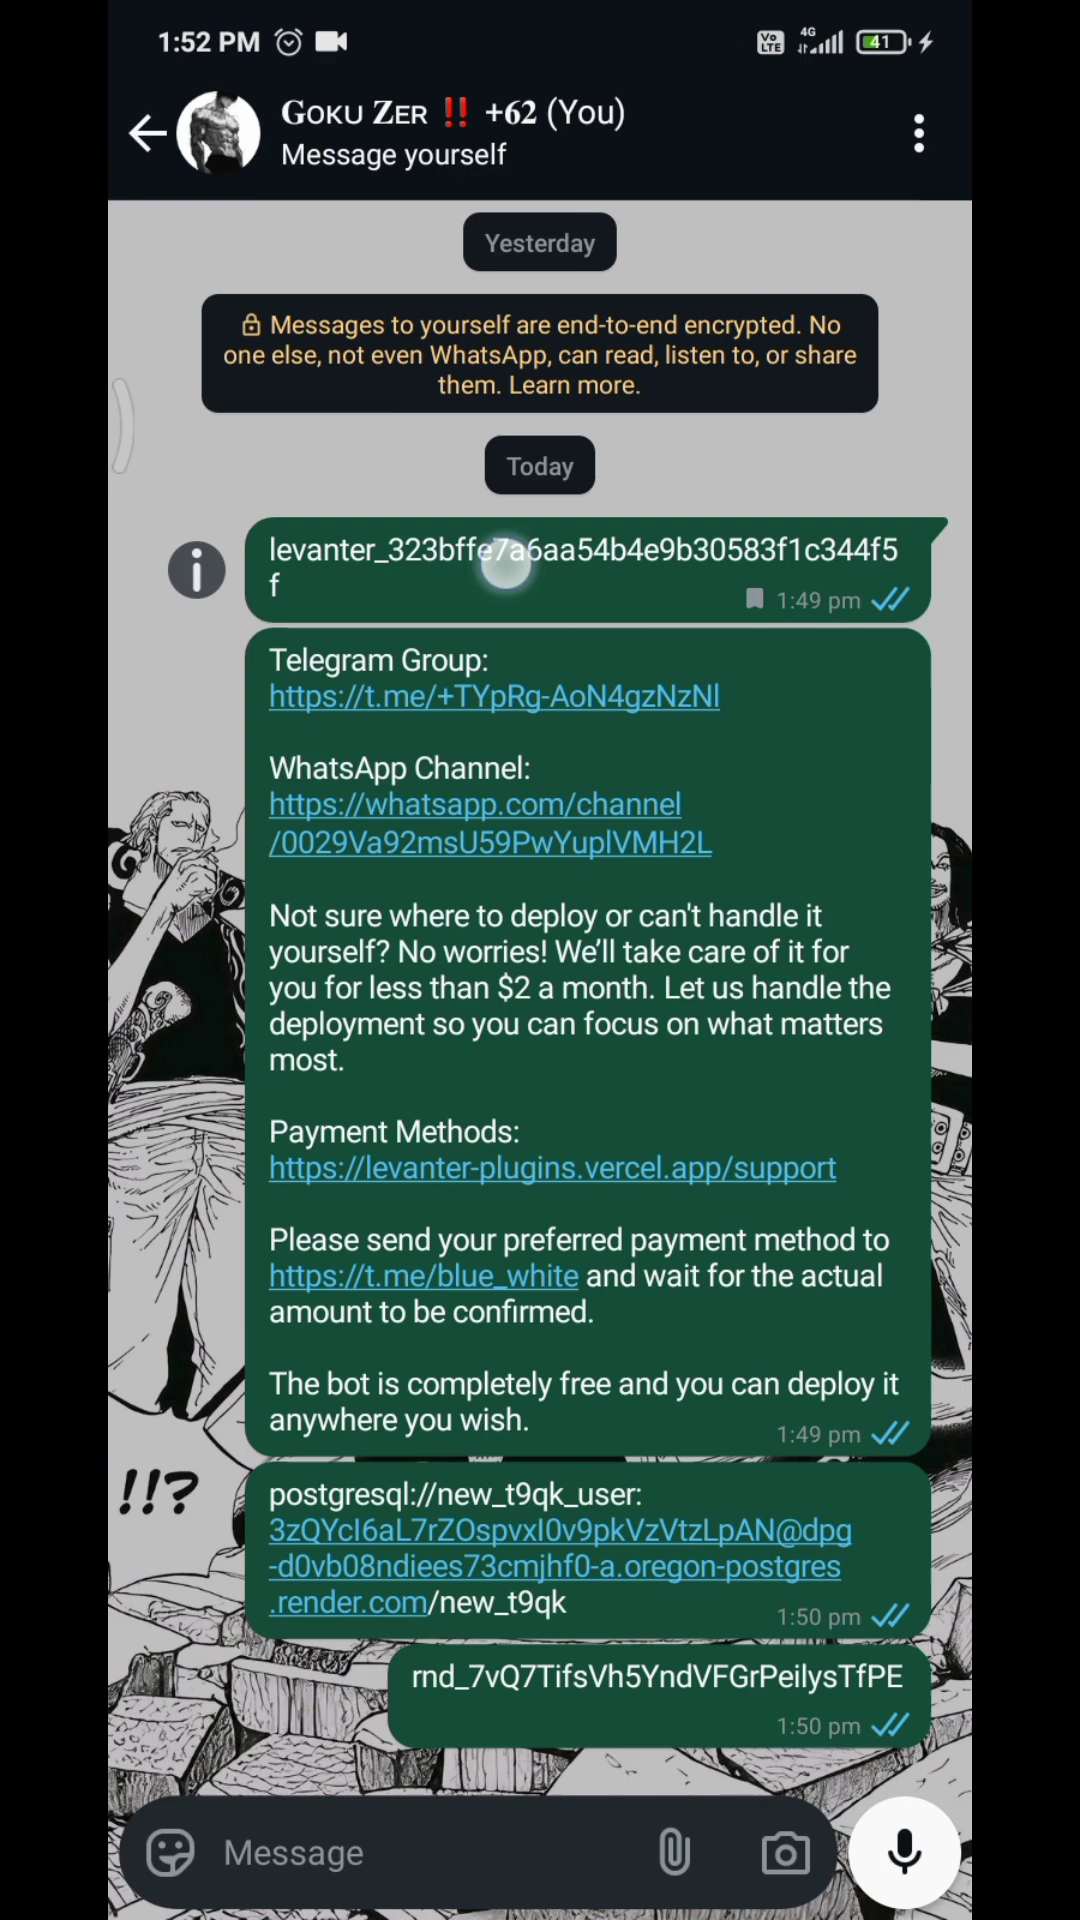 1:52 PM
Vo LTE 4G 41
GOKU ZER ‼️ +62 (You)
Message yourself
Yesterday
Messages to yourself are end-to-end encrypted. No
one else, not even WhatsApp, can read, listen to, or share
them. Learn more.
Today
levanter_323bffe7a6aa54b4e9b30583f1c344f5
f
1:49 pm
Telegram Group:
https://t.me/+TYpRg-AoN4gzNzNl
WhatsApp Channel:
https://whatsapp.com/channel
/0029Va92msU59PwYuplVMH2L
Not sure where to deploy or can't handle it
yourself? No worries! We’ll take care of it for
you for less than $2 a month. Let us handle the
deployment so you can focus on what matters
most.
Payment Methods:
https://levanter-plugins.vercel.app/support
Please send your preferred payment method to
https://t.me/blue_white and wait for the actual
amount to be confirmed.
The bot is completely free and you can deploy it
anywhere you wish.
1:49 pm
!!?
postgresql://new_t9qk_user:
3zQYcI6aL7rZOspvxI0v9pkVzVtzLpAN@dpg
-d0vb08ndiees73cmjhf0-a.oregon-postgres
.render.com/new_t9qk
1:50 pm
rnd_7vQ7TifsVh5YndVFGrPeilysTfPE
1:50 pm
Message